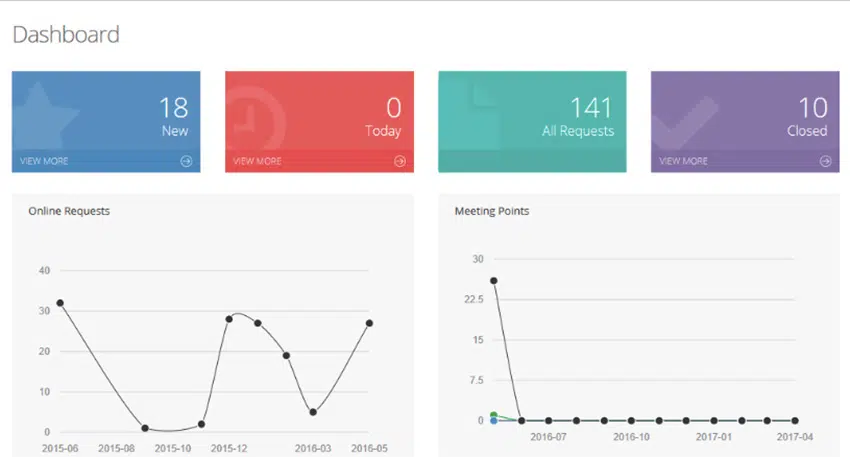 Dashboard
18
New
VIEW MORE
0
Today
VIEW MORE
141
All Requests
10
Closed
VIEW MORE
Online Requests
40
30
20
10
0
2015-06 2015-08 2015-10 2015-12 2016-03 2016-05
Meeting Points
30
22.5
15
7.5
0
2016-07 2016-10 2017-01 2017-04